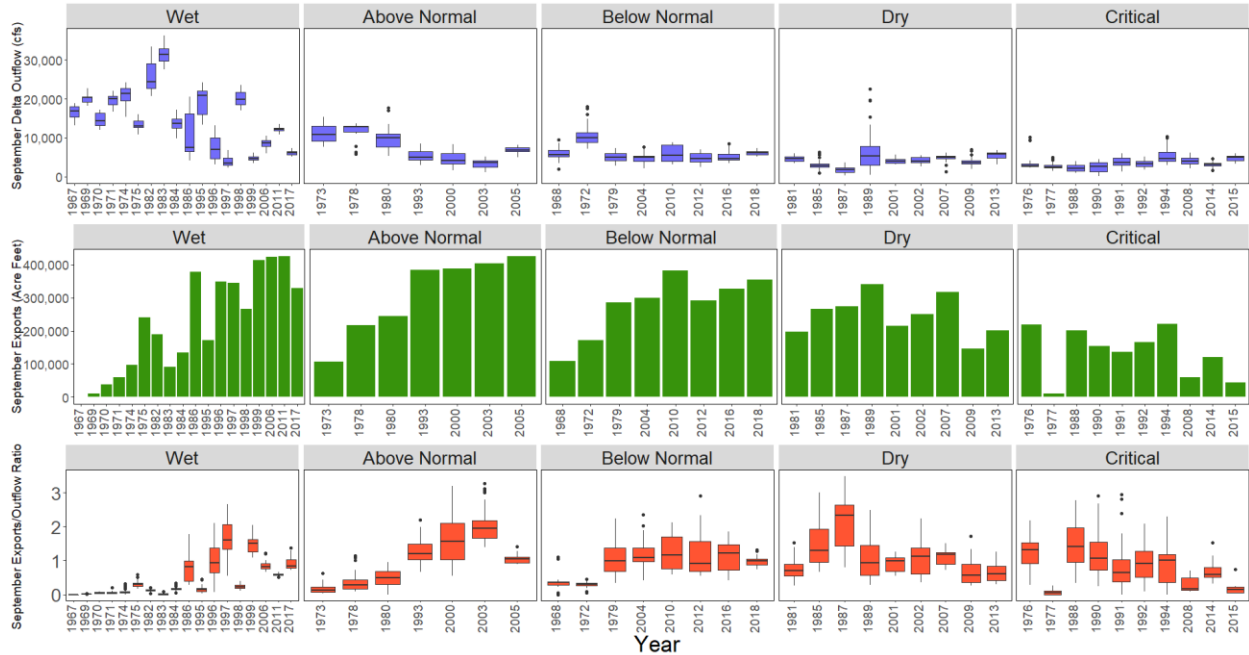 Wet Above Normal Below Normal Dry Critical
September Delta Outflow (cfs)
30,000
20,000
10,000
0
1967 1969 1970 1971 1974 1975 1982 1983 1984 1986 1995 1996 1997 1998 1999 2006 2011 2017 1973 1978 1980 1993 2000 2003 2005 1968 1972 1979 2004 2010 2012 2016 2018 1981 1985 1987 1989 2001 2002 2007 2009 2013 1976 1977 1988 1990 1991 1992 1994 2008 2014 2015
Wet Above Normal Below Normal Dry Critical
September Exports (Acre Feet)
400,000
300,000
200,000
100,000
0
1967 1969 1970 1971 1974 1975 1982 1983 1984 1986 1995 1996 1997 1998 1999 2006 2011 2017 1973 1978 1980 1993 2000 2003 2005 1968 1972 1979 2004 2010 2012 2016 2018 1981 1985 1987 1989 2001 2002 2007 2009 2013 1976 1977 1988 1990 1991 1992 1994 2008 2014 2015
Wet Above Normal Below Normal Dry Critical
September Exports/Outflow Ratio
3
2
1
0
1967 1969 1970 1971 1974 1975 1982 1983 1984 1986 1995 1996 1997 1998 1999 2006 2011 2017 1973 1978 1980 1993 2000 2003 2005 1968 1972 1979 2004 2010 2012 2016 2018 1981 1985 1987 1989 2001 2002 2007 2009 2013 1976 1977 1988 1990 1991 1992 1994 2008 2014 2015
Year